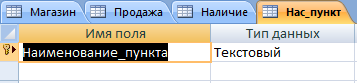 Магазин Продажа Наличие Нас_пункт
Имя поля Тип данных
Наименование_пункта Текстовый